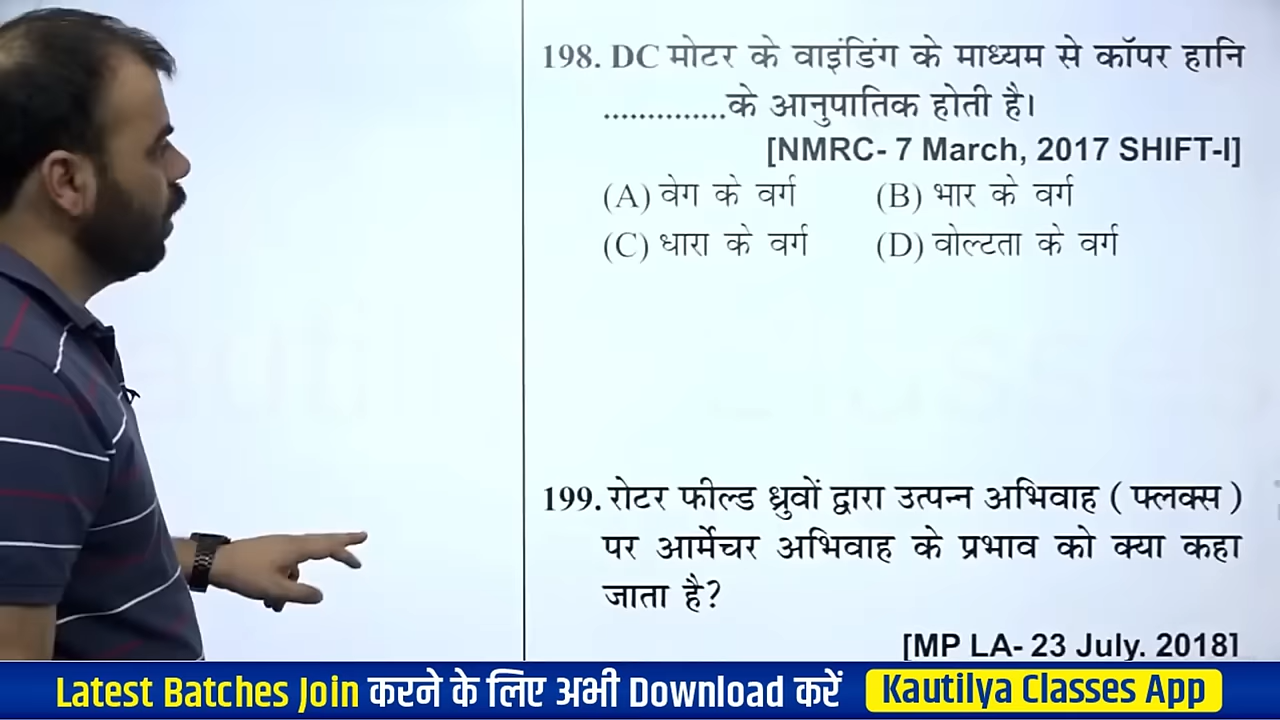 198. DC मोटर के वाइंडिंग के माध्यम से कॉपर हानि
..............के आनुपातिक होती है।
[NMRC- 7 March, 2017 SHIFT-I]
(A) वेग के वर्ग (B) भार के वर्ग
(C) धारा के वर्ग (D) वोल्टता के वर्ग
199. रोटर फील्ड ध्रुवों द्वारा उत्पन्न अभिवाह ( फ्लक्स )
पर आर्मेचर अभिवाह के प्रभाव को क्या कहा
जाता है?
[MP LA- 23 July. 2018]
Latest Batches Join करने के लिए अभी Download करें Kautilya Classes App